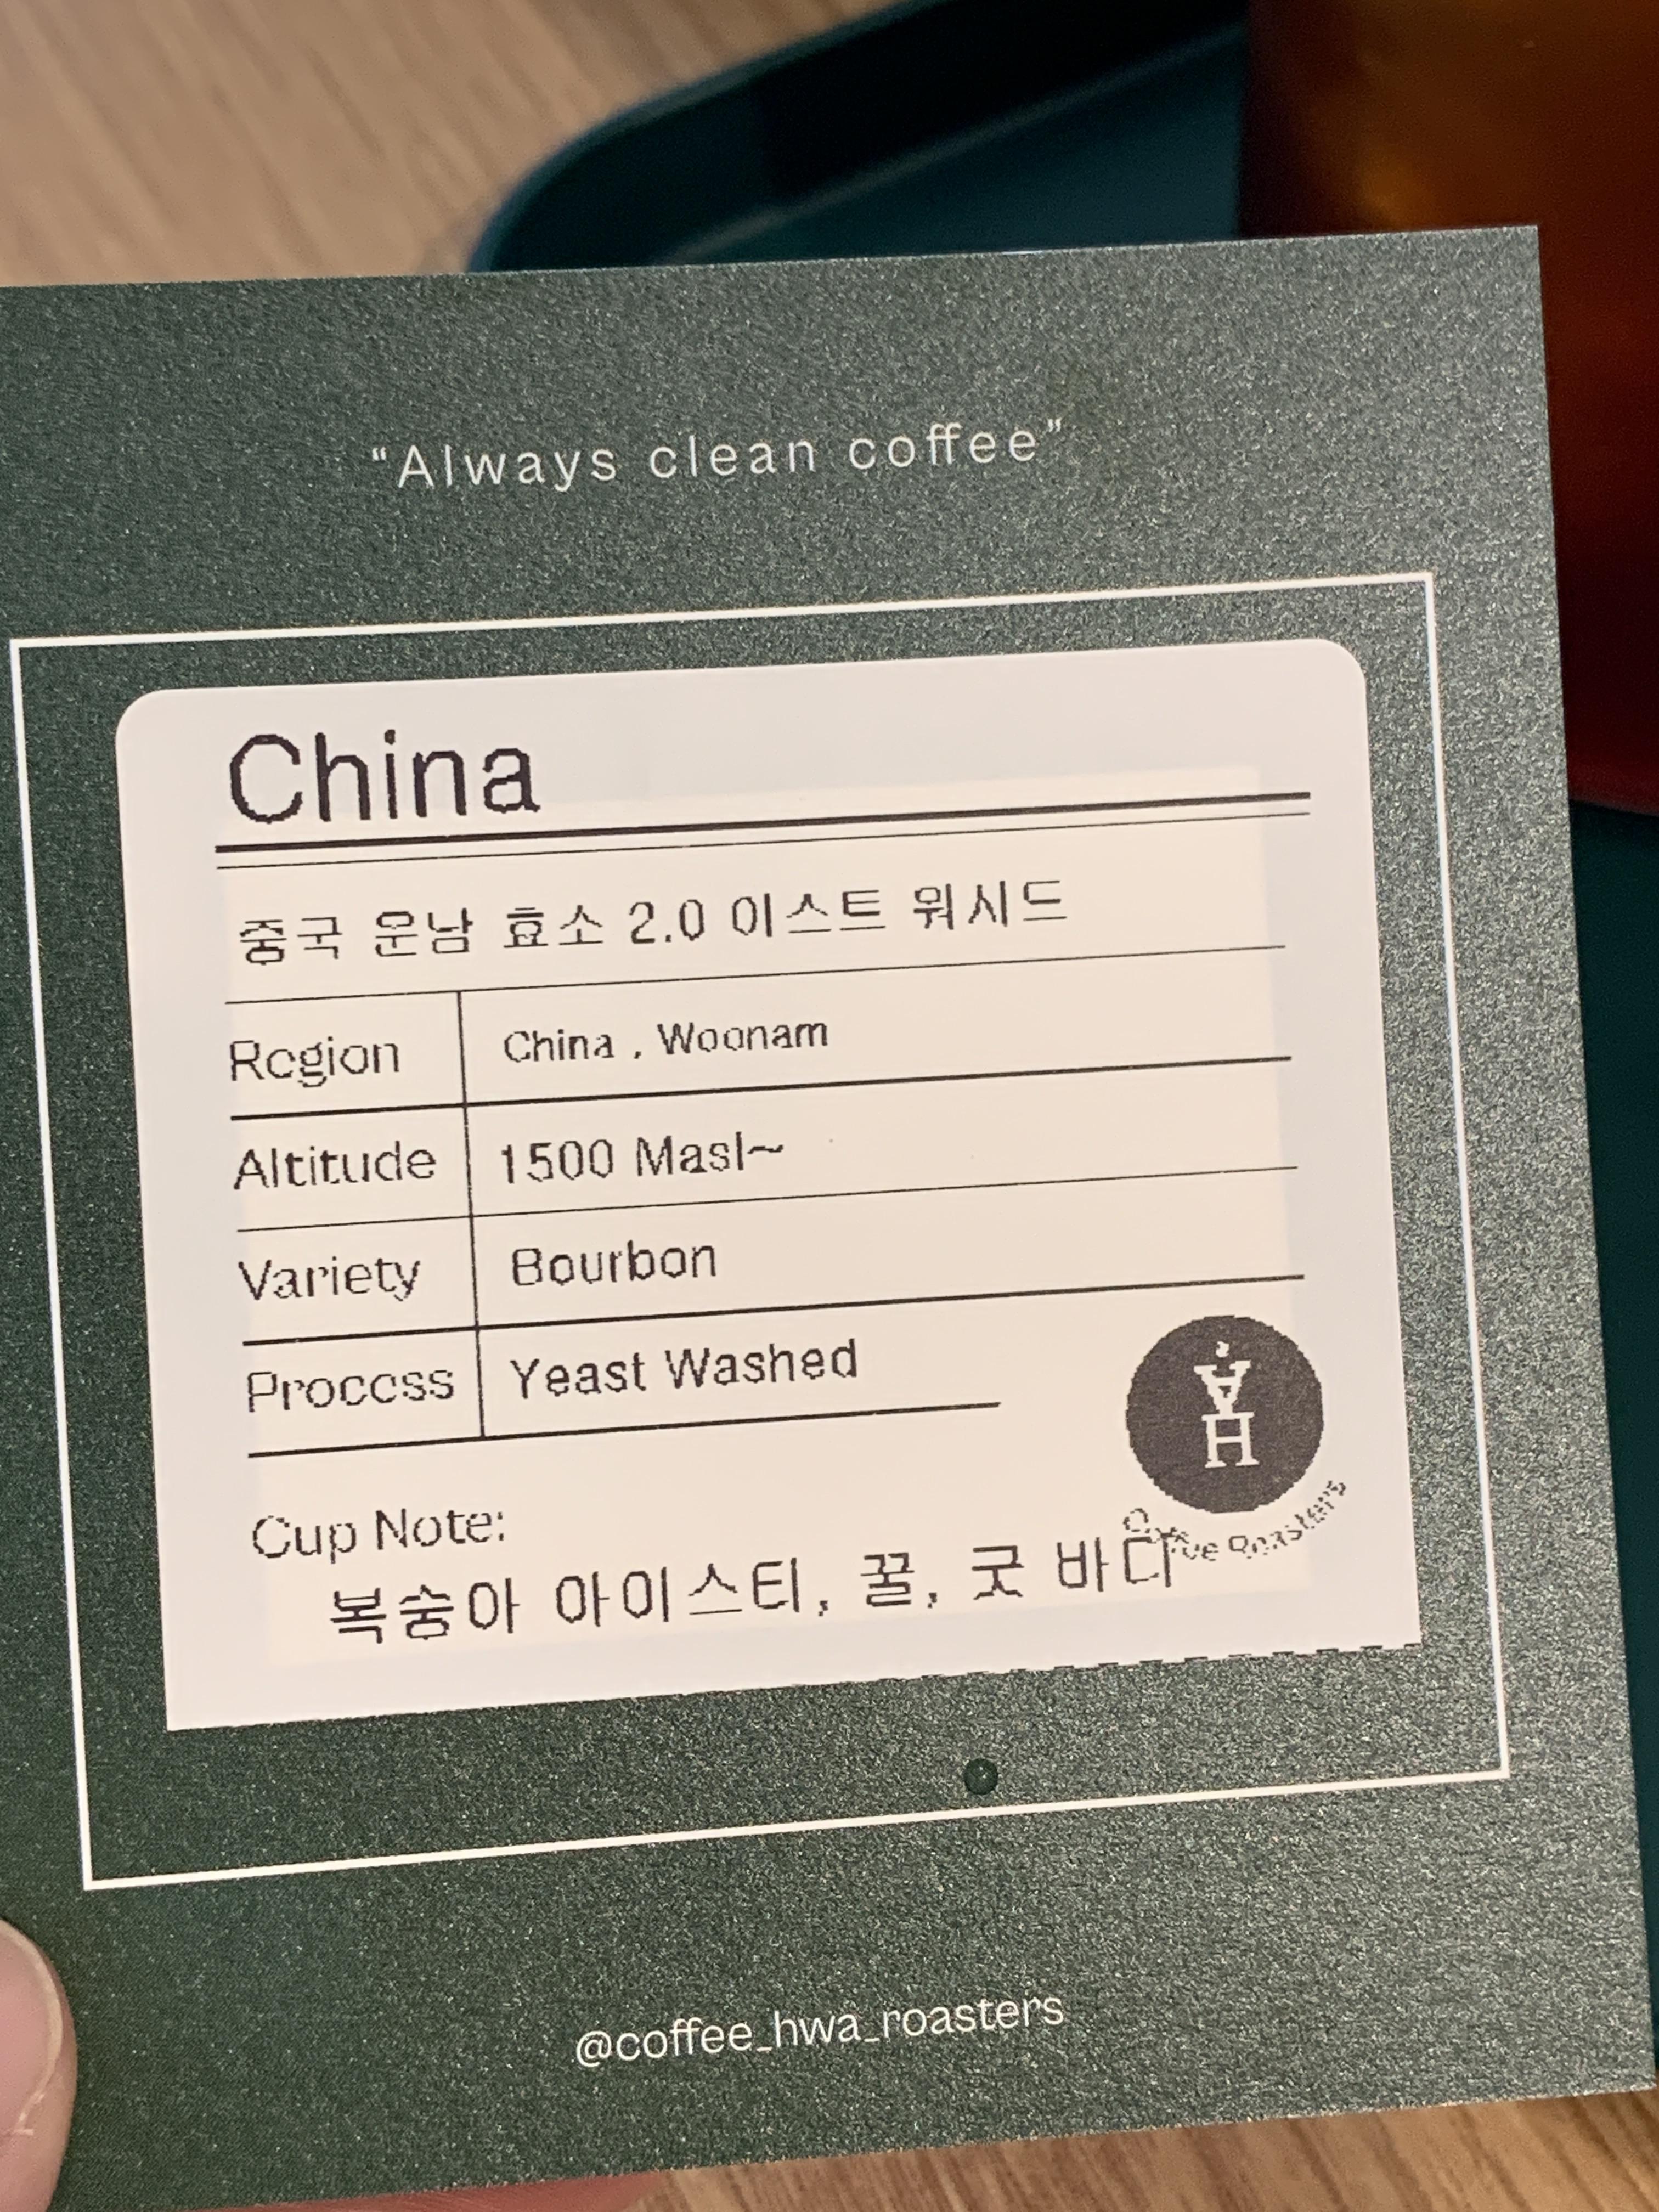 “Always clean coffee”
China
중국 운남 효소 2.0 이스트 워시드
Region China , Woonam
Altitude 1500 Masl~
Variety Bourbon
Process Yeast Washed
Cup Note:
복숭아 아이스티, 꿀, 굿 바디
Roasters
@coffee_hwa_roasters